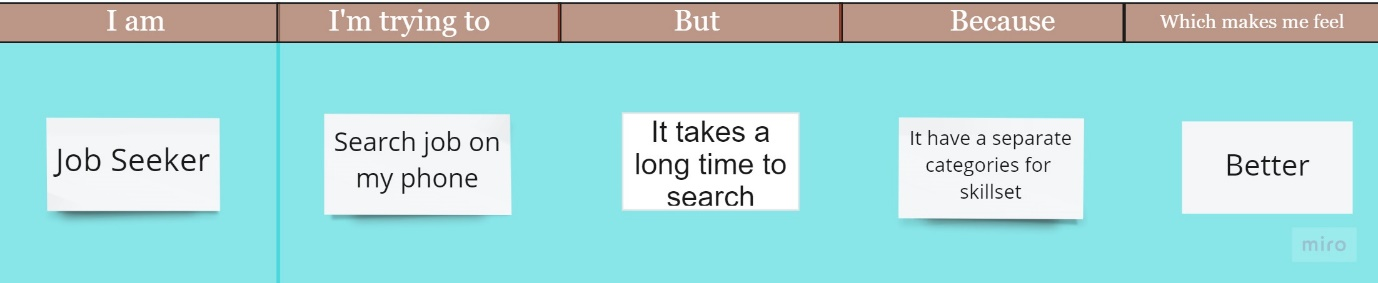 I am
I'm trying to
But
Because
Which makes me feel
Job Seeker
Search job on
my phone
It takes a
long time to
search
It have a separate
categories for
skillset
Better
miro